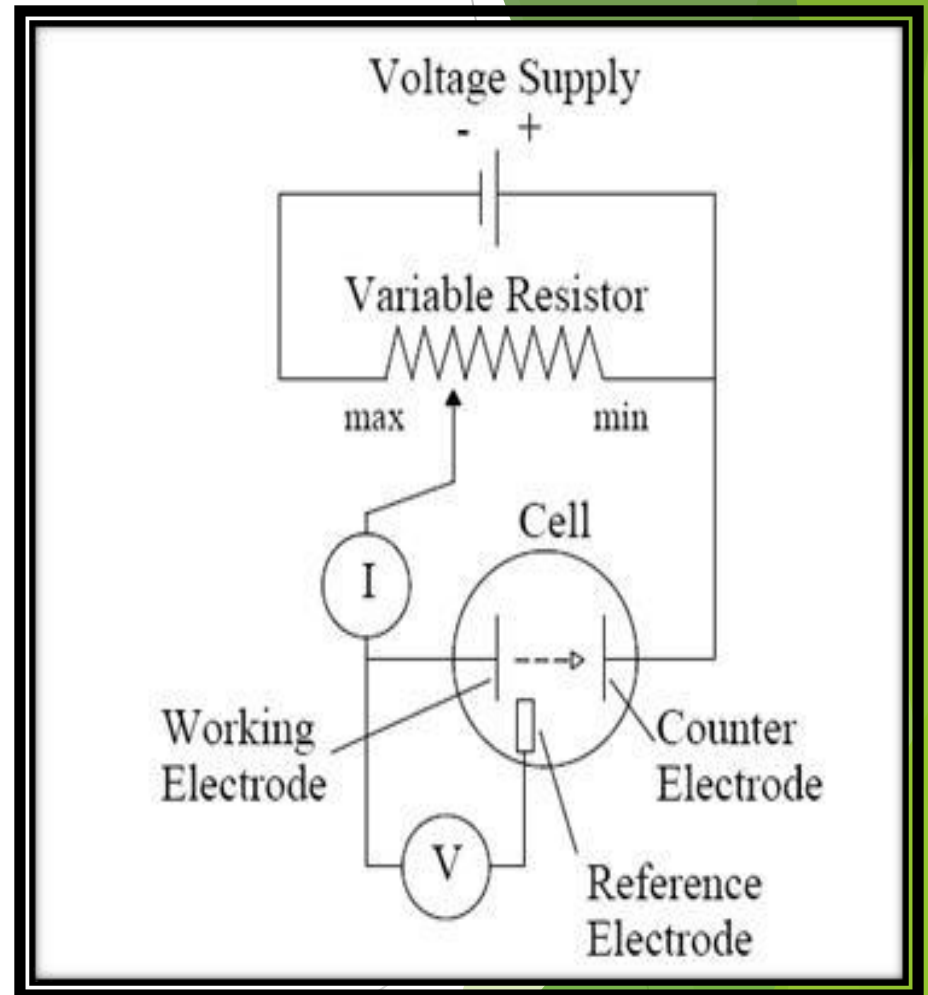 Voltage Supply
- +
Variable Resistor
max min
Cell
I
Working
Electrode
Counter
Electrode
V
Reference
Electrode